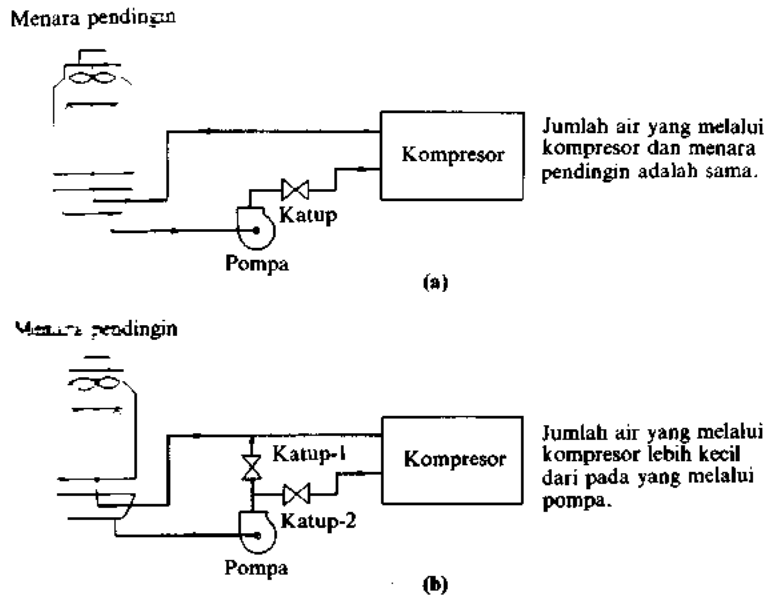 Menara pendingin
Kompresor
Katup
Pompa
Jumlah air yang melalui
kompresor dan menara
pendingin adalah sama.
(a)
pendingin
Katup-1
Kompresor
Katup-2
Pompa
Jumlah air yang melalui
kompresor lebih kecil
dari pada yang melalui
pompa.
(b)